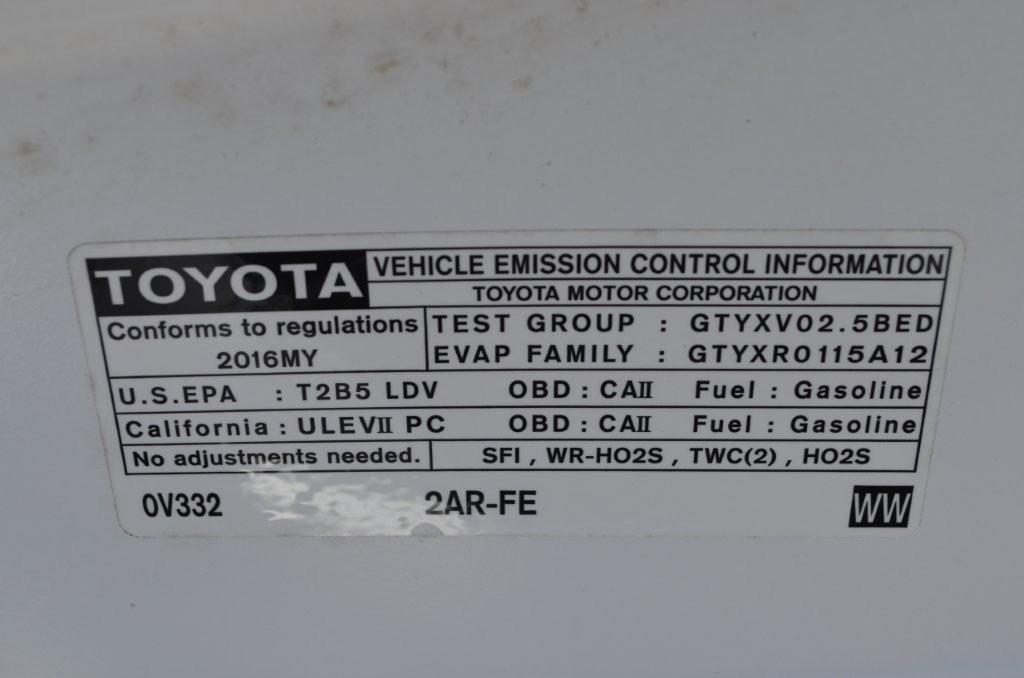 TOYOTA VEHICLE EMISSION CONTROL INFORMATION
TOYOTA MOTOR CORPORATION
Conforms to regulations TEST GROUP : GTYXV02.5BED
2016MY EVAP FAMILY : GTYXR0115A12
U.S.EPA : T2B5 LDV OBD : CAII Fuel : Gasoline
California : ULEVII PC OBD : CAII Fuel : Gasoline
No adjustments needed. SFI , WR-HO2S , TWC(2) , HO2S
0V332 2AR-FE WW